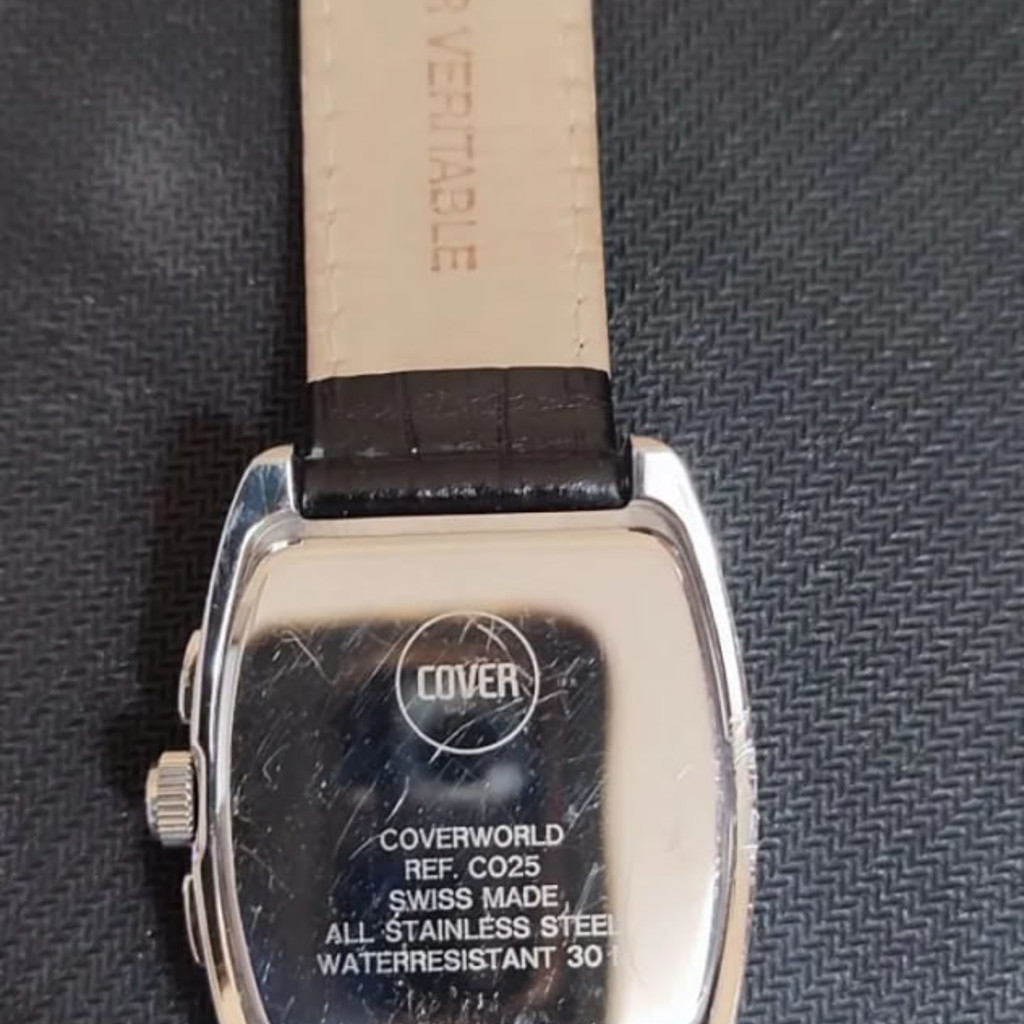 R VERITABLE
COVER
COVERWORLD
REF. CO25
SWISS MADE
ALL STAINLESS STEEL
WATERRESISTANT 30